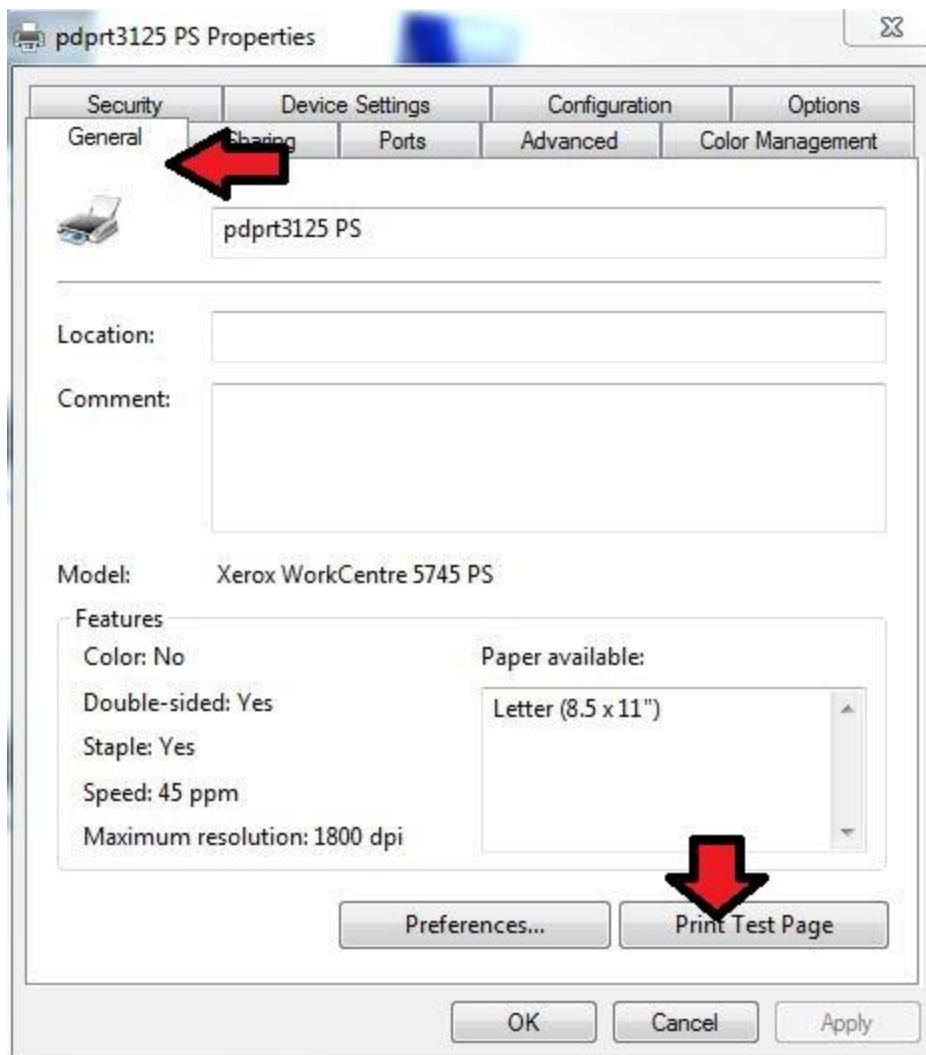 pdprt3125 PS Properties
Security Device Settings Configuration Options
General Sharing Ports Advanced Color Management
pdprt3125 PS
Location:
Comment:
Model: Xerox WorkCentre 5745 PS
Features
Color: No Paper available:
Double-sided: Yes Letter (8.5 x 11")
Staple: Yes
Speed: 45 ppm
Maximum resolution: 1800 dpi
Preferences... Print Test Page
OK Cancel Apply